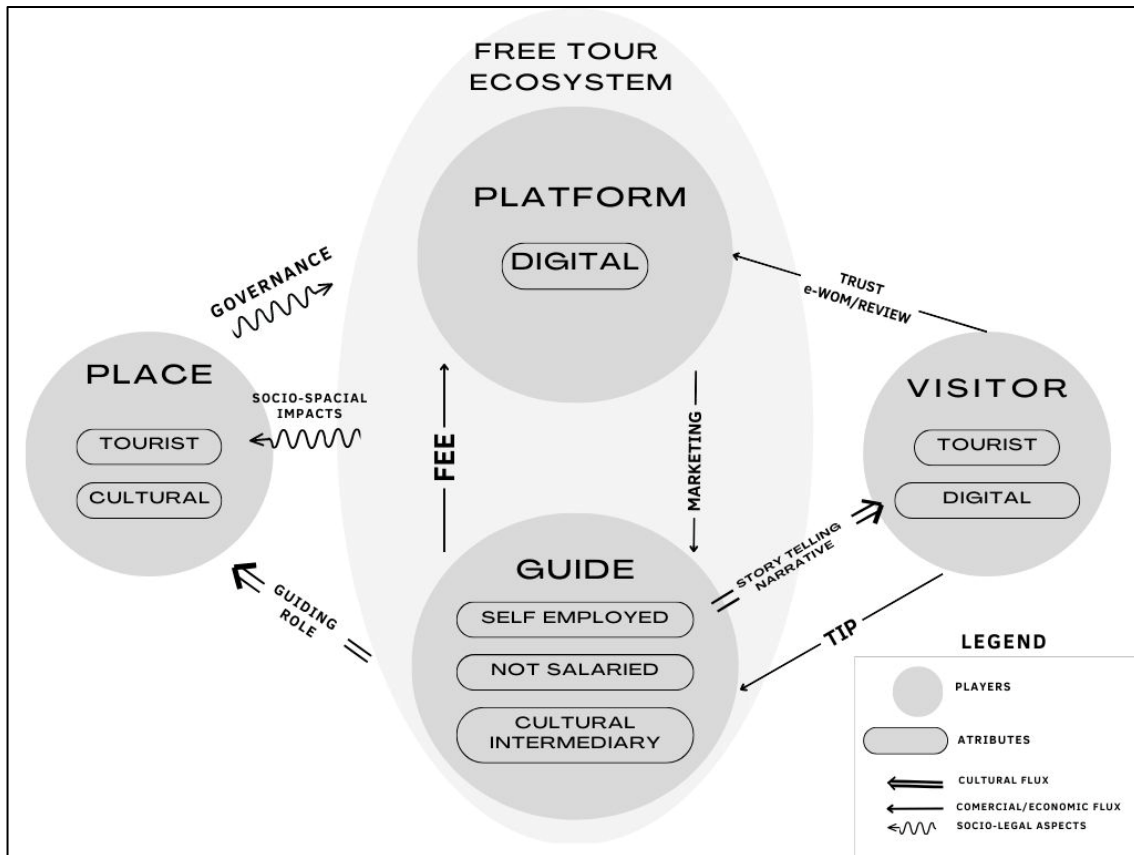 FREE TOUR
ECOSYSTEM
PLATFORM
DIGITAL
GOVERNANCE
TRUST
e-WOM/REVIEW
PLACE
TOURIST
CULTURAL
SOCIO-SPACIAL
IMPACTS
FEE
MARKETING
VISITOR
TOURIST
DIGITAL
STORY TELLING
NARRATIVE
GUIDING
ROLE
GUIDE
SELF EMPLOYED
NOT SALARIED
CULTURAL
INTERMEDIARY
TIP
LEGEND
PLAYERS
ATRIBUTES
CULTURAL FLUX
COMERCIAL/ECONOMIC FLUX
SOCIO-LEGAL ASPECTS